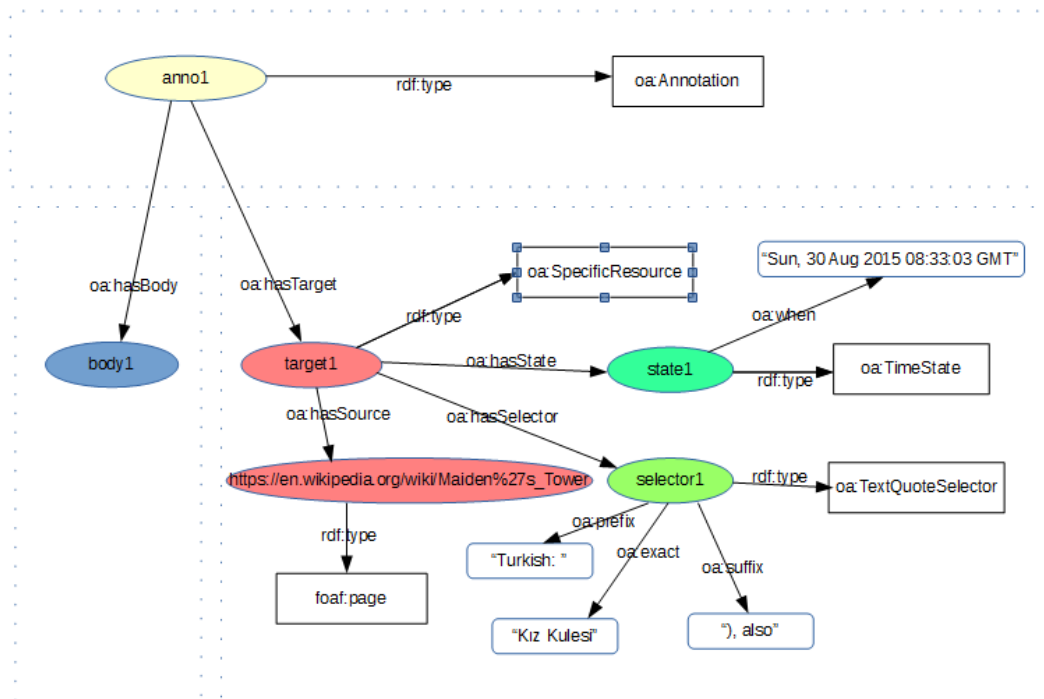 anno1
rdf:type
oa:Annotation
oa:hasBody
oa:hasTarget
oa:SpecificResource
"Sun, 30 Aug 2015 08:33:03 GMT"
rdf:type
oa:when
body1
target1
oa:hasState
state1
rdf:type
oa:TimeState
oa:hasSource
oa:hasSelector
https://en.wikipedia.org/wiki/Maiden%27s_Tower
selector1
rdf:type
oa:TextQuoteSelector
rdf:type
oa:prefix
oa:exact
oa:suffix
“Turkish: ”
foaf:page
“Kız Kulesi”
“), also”